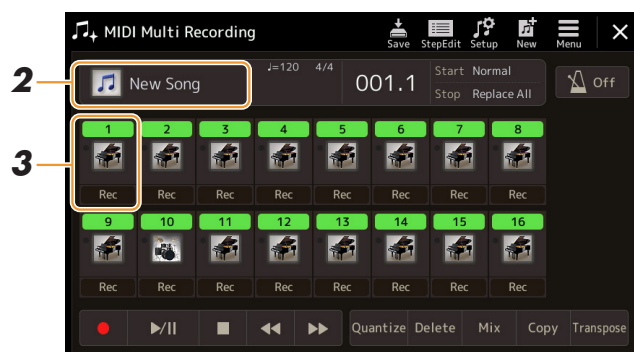 MIDI Multi Recording
Save StepEdit Setup New Menu
2
New Song
♩=120 4/4
001.1
Start Normal
Stop Replace All
Off
3
1 2 3 4 5 6 7 8
Rec Rec Rec Rec Rec Rec Rec Rec
9 10 11 12 13 14 15 16
Rec Rec Rec Rec Rec Rec Rec Rec
Quantize Delete Mix Copy Transpose